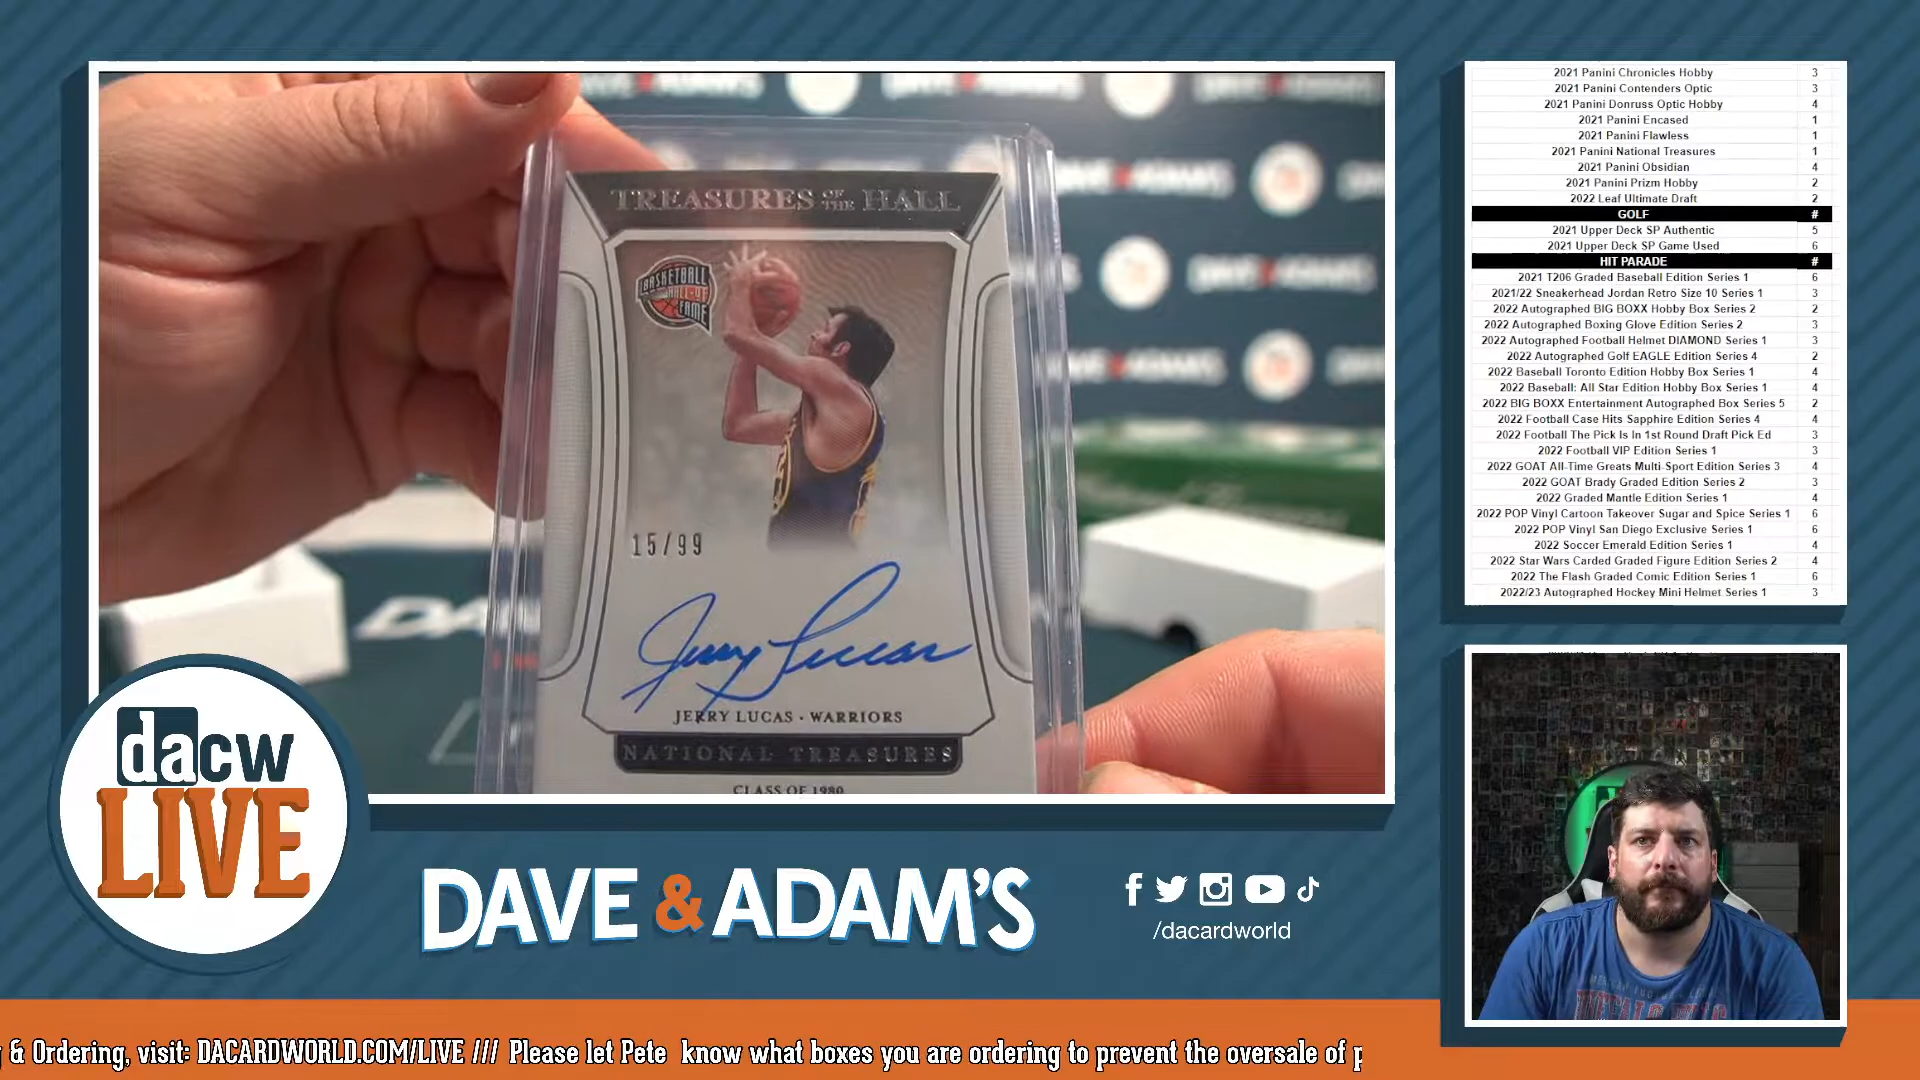 TREASURES OF THE HALL
BASKETBALL
HALL·OF
FAME
15/99
Jerry Lucas
JERRY LUCAS · WARRIORS
NATIONAL TREASURES
CLASS OF 1980
dacw
LIVE
DAVE & ADAM'S
/dacardworld
2021 Panini Chronicles Hobby 3
2021 Panini Contenders Optic 3
2021 Panini Donruss Optic Hobby 4
2021 Panini Encased 1
2021 Panini Flawless 1
2021 Panini National Treasures 1
2021 Panini Obsidian 4
2021 Panini Prizm Hobby 2
2022 Leaf Ultimate Draft 2
GOLF #
2021 Upper Deck SP Authentic 5
2021 Upper Deck SP Game Used 6
HIT PARADE #
2021 T206 Graded Baseball Edition Series 1 6
2021/22 Sneakerhead Jordan Retro Size 10 Series 1 3
2022 Autographed BIG BOXX Hobby Box Series 2 2
2022 Autographed Boxing Glove Edition Series 2 3
2022 Autographed Football Helmet DIAMOND Series 1 3
2022 Autographed Golf EAGLE Edition Series 4 2
2022 Baseball Toronto Edition Hobby Box Series 1 4
2022 Baseball: All Star Edition Hobby Box Series 1 4
2022 BIG BOXX Entertainment Autographed Box Series 5 2
2022 Football Case Hits Sapphire Edition Series 4 4
2022 Football The Pick Is In 1st Round Draft Pick Ed 3
2022 Football VIP Edition Series 1 3
2022 GOAT All-Time Greats Multi-Sport Edition Series 3 4
2022 GOAT Brady Graded Edition Series 2 3
2022 Graded Mantle Edition Series 1 4
2022 POP Vinyl Cartoon Takeover Sugar and Spice Series 1 6
2022 POP Vinyl San Diego Exclusive Series 1 6
2022 Soccer Emerald Edition Series 1 4
2022 Star Wars Carded Graded Figure Edition Series 2 4
2022 The Flash Graded Comic Edition Series 1 6
2022/23 Autographed Hockey Mini Helmet Series 1 3
& Ordering, visit: DACARDWORLD.COM/LIVE /// Please let Pete know what boxes you are ordering to prevent the oversale of